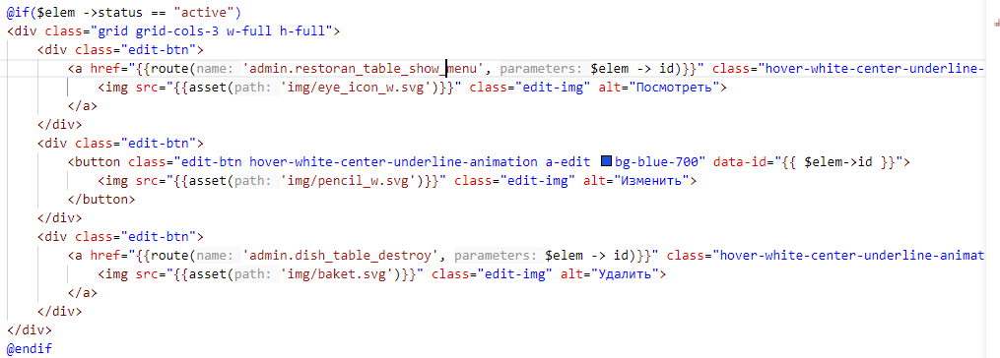 @if($elem ->status == "active")
<div class="grid grid-cols-3 w-full h-full">
<div class="edit-btn">
<a href="{{route(name: 'admin.restoran_table_show_menu', parameters: $elem -> id)}}" class="hover-white-center-underline-
<img src="{{asset(path: 'img/eye_icon_w.svg')}}" class="edit-img" alt="Посмотреть">
</a>
</div>
<div class="edit-btn">
<button class="edit-btn hover-white-center-underline-animation a-edit bg-blue-700" data-id="{{ $elem->id }}">
<img src="{{asset(path: 'img/pencil_w.svg')}}" class="edit-img" alt="Изменить">
</button>
</div>
<div class="edit-btn">
<a href="{{route(name: 'admin.dish_table_destroy', parameters: $elem -> id)}}" class="hover-white-center-underline-animat
<img src="{{asset(path: 'img/baket.svg')}}" class="edit-img" alt="Удалить">
</a>
</div>
</div>
@endif